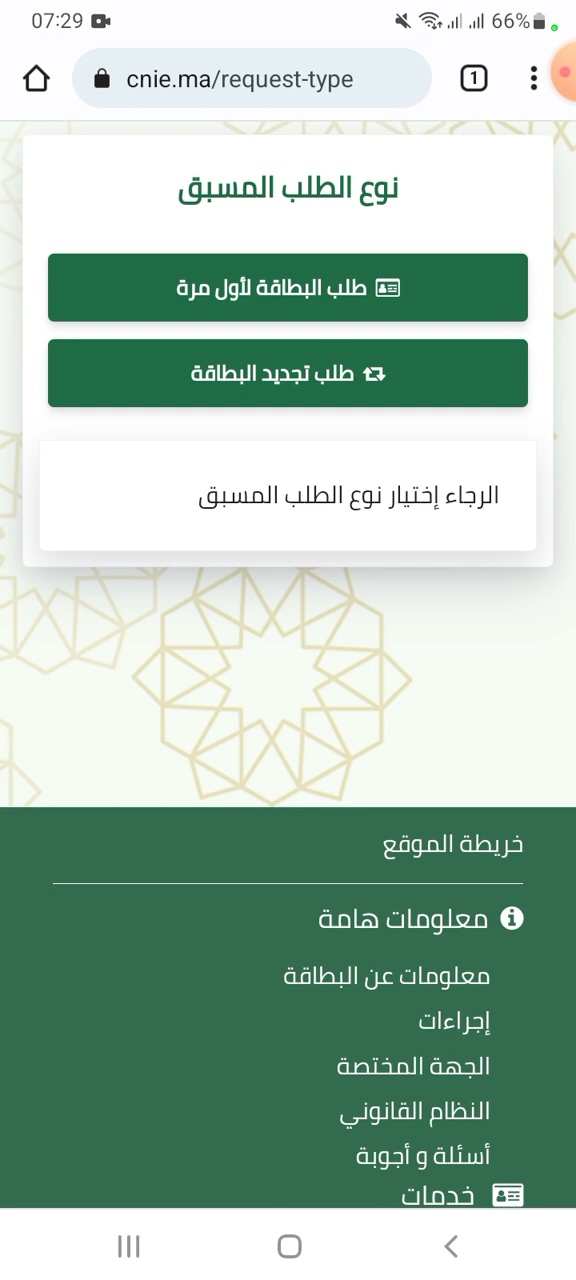 07:29
66%
cnie.ma/request-type
1
نوع الطلب المسبق
طلب البطاقة لأول مرة
طلب تجديد البطاقة
الرجاء إختيار نوع الطلب المسبق
خريطة الموقع
معلومات هامة
معلومات عن البطاقة
إجراءات
الجهة المختصة
النظام القانوني
أسئلة و أجوبة
خدمات